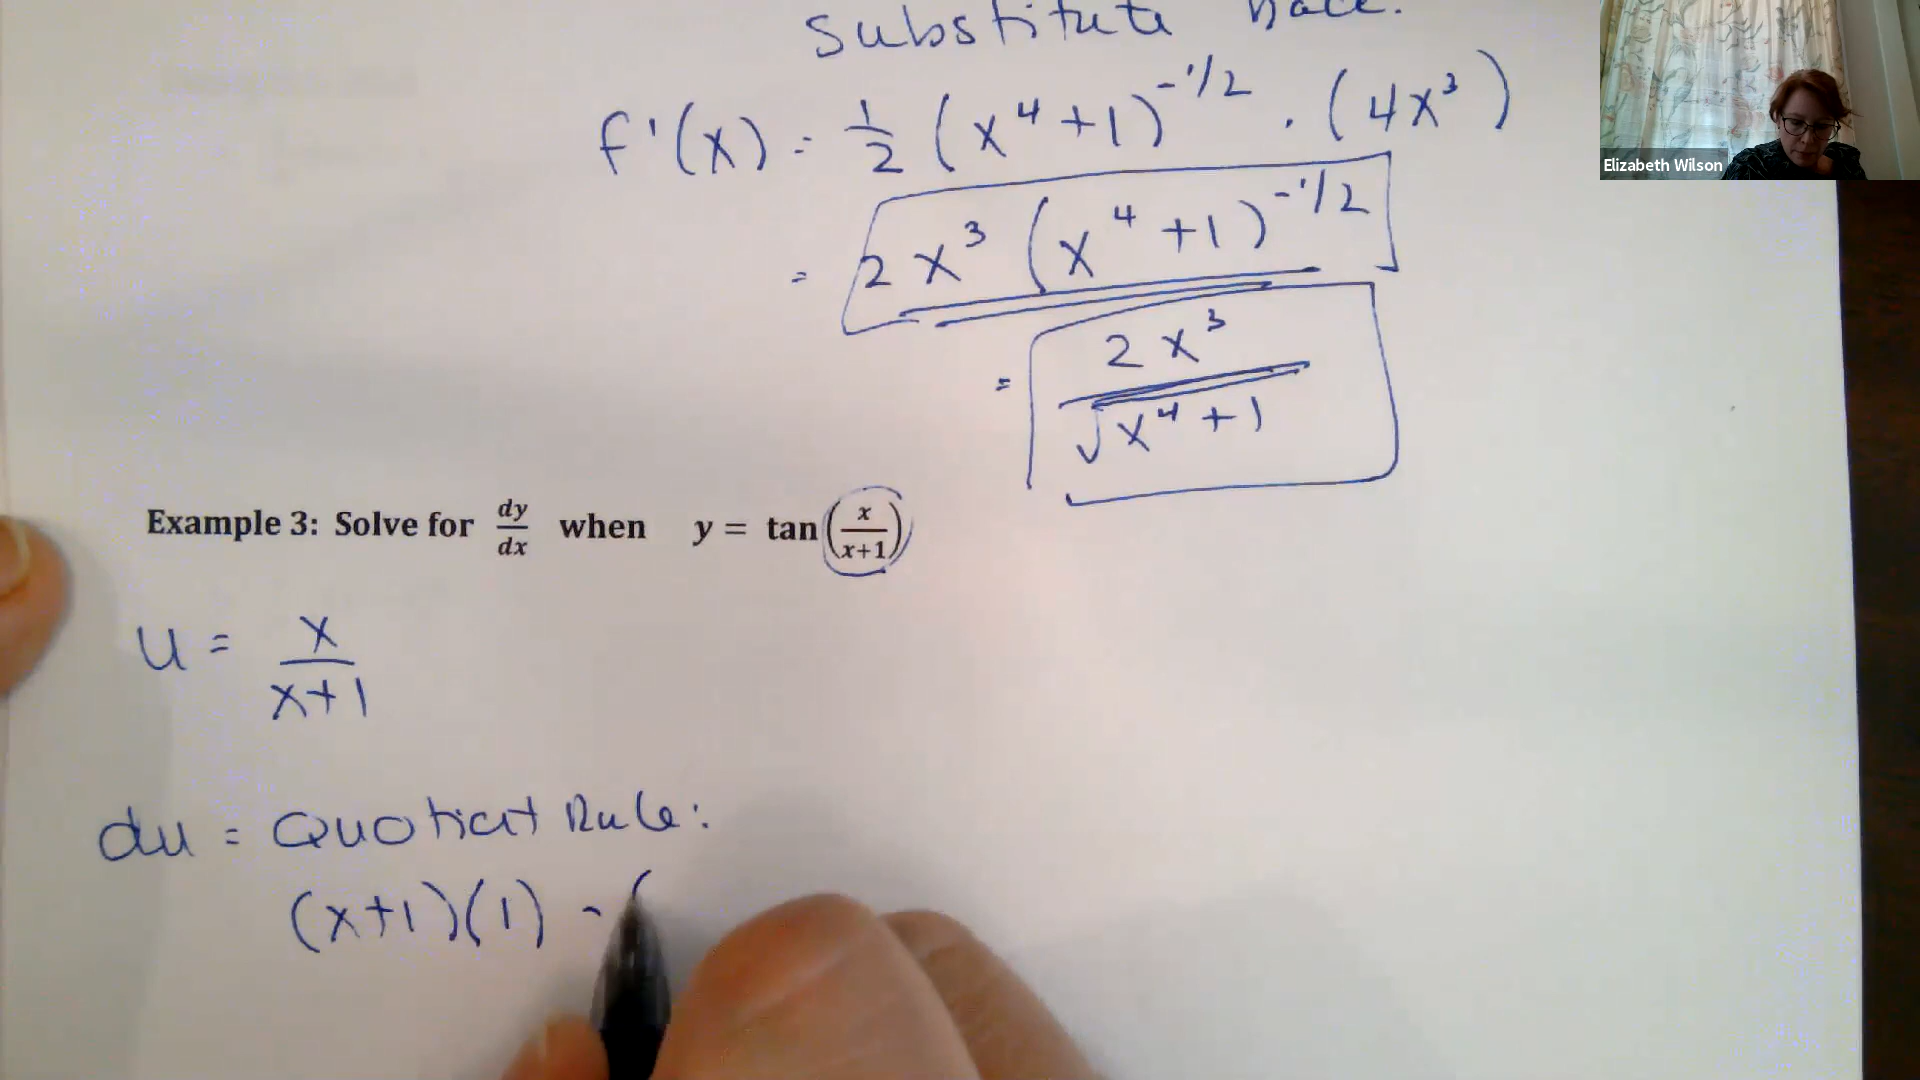 substitute back.
f'(x) = 1/2 (x^4 + 1)^-1/2 · (4x^3)
= 2x^3 (x^4 + 1)^-1/2
= 2x^3 / √x^4 + 1
Elizabeth Wilson
Example 3: Solve for dy/dx when y = tan(x/x+1)
u = x/x+1
du = Quotient Rule:
(x+1)(1) - (